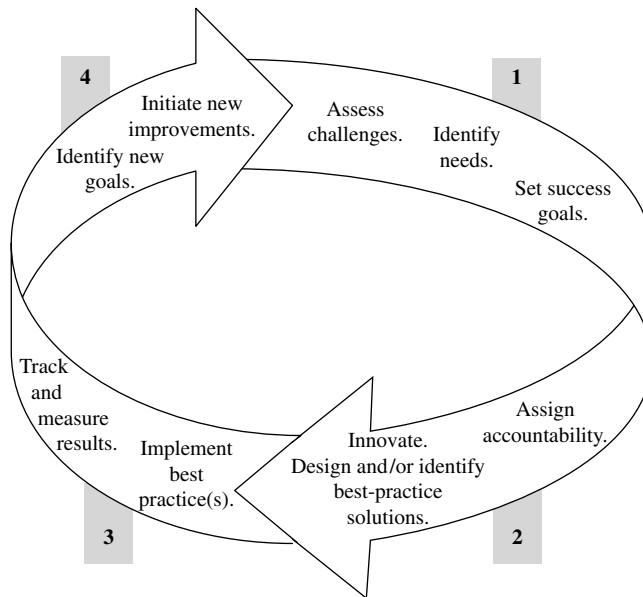 4
Initiate new
improvements.
Identify new
goals.
1
Assess
challenges.
Identify
needs.
Set success
goals.
Assign
accountability.
Innovate.
Design and/or identify
best-practice
solutions.
2
Implement
best
practice(s).
Track
and
measure
results.
3